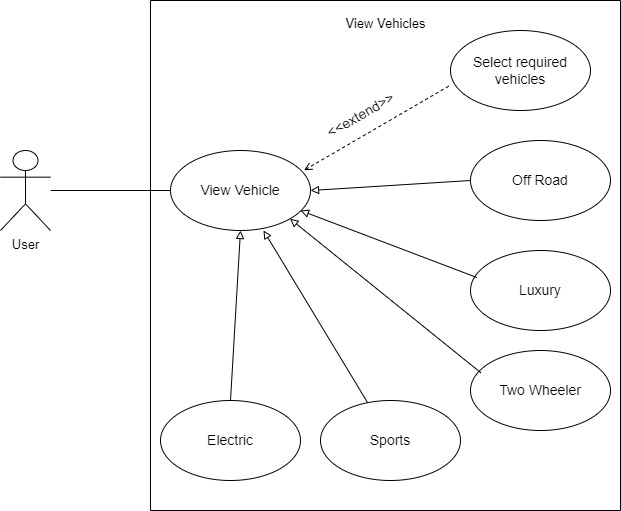 View Vehicles
Select required
vehicles
<<extend>>
Off Road
View Vehicle
User
Luxury
Two Wheeler
Electric
Sports